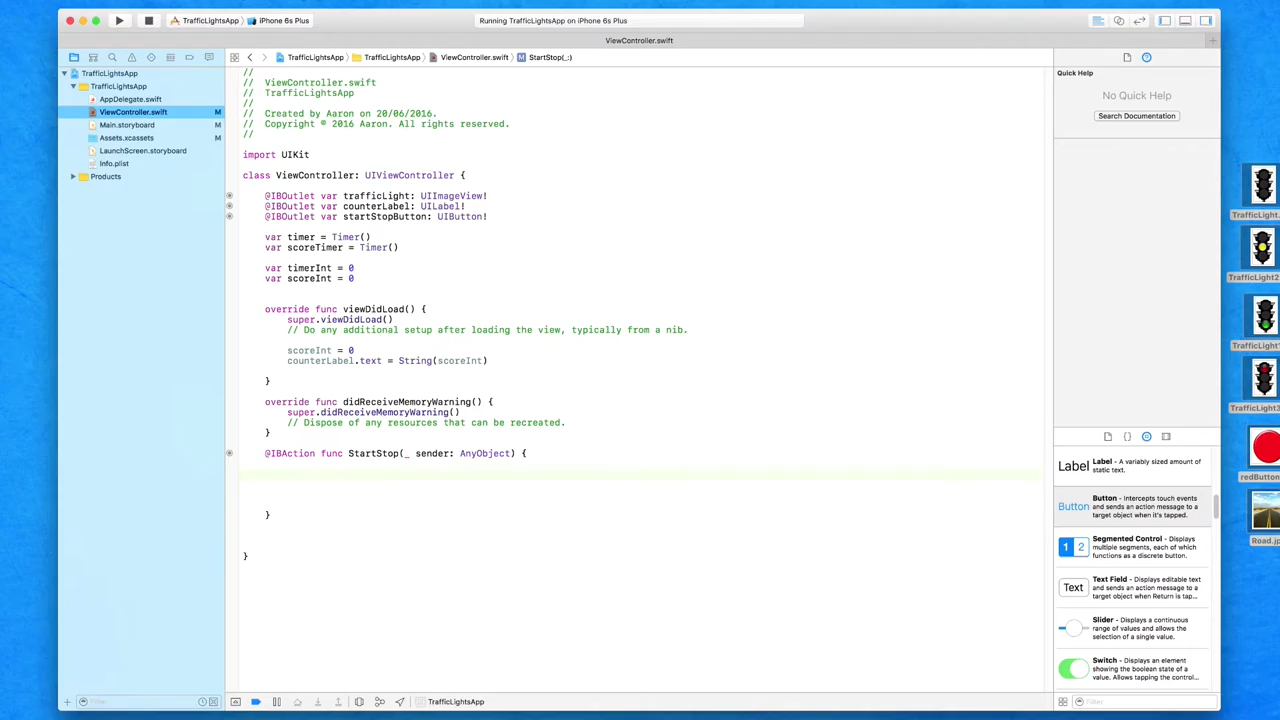 TrafficLightsApp
iPhone 6s Plus
Running TrafficLightsApp on iPhone 6s Plus
ViewController.swift
TrafficLightsApp
TrafficLightsApp
AppDelegate.swift
ViewController.swift M
Main.storyboard M
Assets.xcassets M
LaunchScreen.storyboard
Info.plist
Products
Filter
TrafficLightsApp
TrafficLightsApp
ViewController.swift
M StartStop(_:)
//
// ViewController.swift
// TrafficLightsApp
//
// Created by Aaron on 20/06/2016.
// Copyright © 2016 Aaron. All rights reserved.
//
import UIKit
class ViewController: UIViewController {
@IBOutlet var trafficLight: UIImageView!
@IBOutlet var counterLabel: UILabel!
@IBOutlet var startStopButton: UIButton!
var timer = Timer()
var scoreTimer = Timer()
var timerInt = 0
var scoreInt = 0
override func viewDidLoad() {
super.viewDidLoad()
// Do any additional setup after loading the view, typically from a nib.
scoreInt = 0
counterLabel.text = String(scoreInt)
}
override func didReceiveMemoryWarning() {
super.didReceiveMemoryWarning()
// Dispose of any resources that can be recreated.
}
@IBAction func StartStop(_ sender: AnyObject) {
}
}
TrafficLightsApp
Quick Help
No Quick Help
Search Documentation
Label
Label - A variably sized amount of
static text.
Button
Button - Intercepts touch events
and sends an action message to a
target object when it's tapped.
1 2
Segmented Control - Displays
multiple segments, each of which
functions as a discrete button.
Text
Text Field - Displays editable text
and sends an action message to a
target object when Return is tap...
Slider - Displays a continuous
range of values and allows the
selection of a single value.
Switch - Displays an element
showing the boolean state of a
value. Allows tapping the control...
Filter
TrafficLight.
TrafficLight2
TrafficLight1
TrafficLight3
redButton
Road.jp